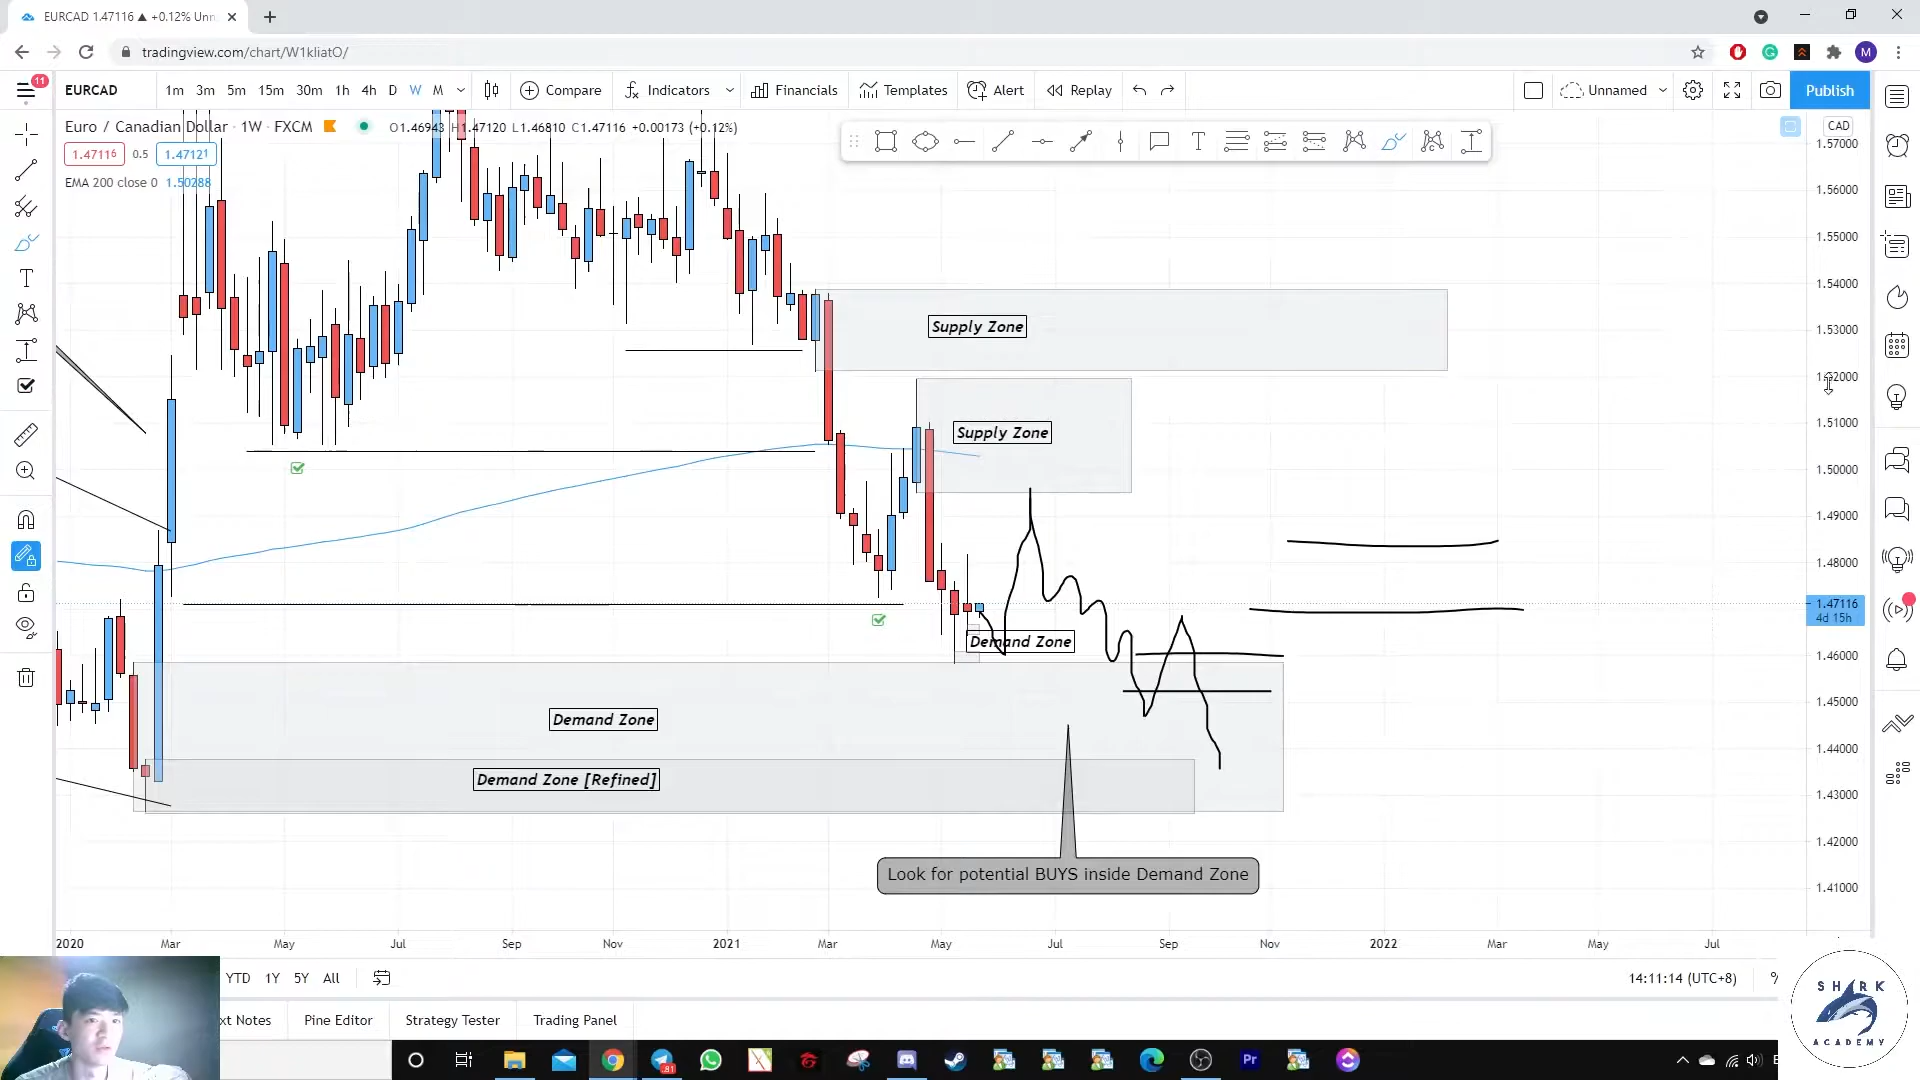 EURCAD 1.47116 ▲ +0.12% Unn
tradingview.com/chart/W1kliatO/
M
11
EURCAD 1m 3m 5m 15m 30m 1h 4h D W M Compare Indicators Financials Templates Alert Replay Unnamed Publish
Euro / Canadian Dollar · 1W · FXCM O1.46943 H1.47120 L1.46810 C1.47116 +0.00173 (+0.12%)
1.47116 0.5 1.47121
EMA 200 close 0 1.50288
CAD
1.57000
1.56000
1.55000
1.54000
1.53000
1.52000
1.51000
1.50000
1.49000
1.48000
1.47116
4d 15h
1.46000
1.45000
1.44000
1.43000
1.42000
1.41000
Supply Zone
Supply Zone
Demand Zone
Demand Zone
Demand Zone [Refined]
Look for potential BUYS inside Demand Zone
2020 Mar May Jul Sep Nov 2021 Mar May Jul Sep Nov 2022 Mar May Jul
YTD 1Y 5Y All 14:11:14 (UTC+8) %
xt Notes Pine Editor Strategy Tester Trading Panel
SHARK
ACADEMY
81
Pr